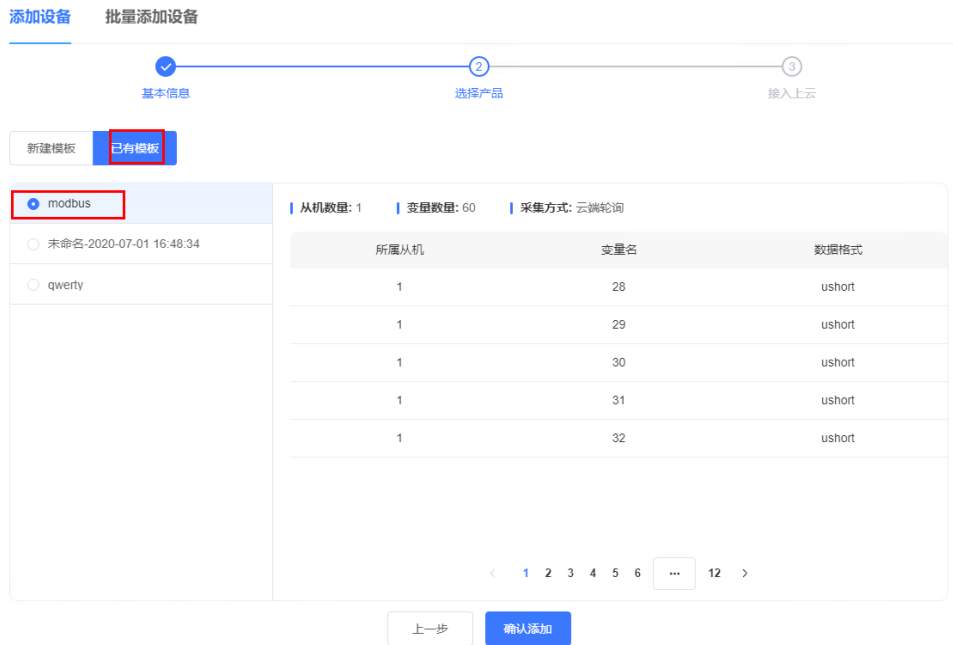 添加设备 批量添加设备
2 3
基本信息 选择产品 接入上云
新建模板 已有模板
modbus
未命名-2020-07-01 16:48:34
qwerty
从机数量: 1 变量数量: 60 采集方式: 云端轮询
所属从机 变量名 数据格式
1 28 ushort
1 29 ushort
1 30 ushort
1 31 ushort
1 32 ushort
< 1 2 3 4 5 6 ··· 12 >
上一步 确认添加